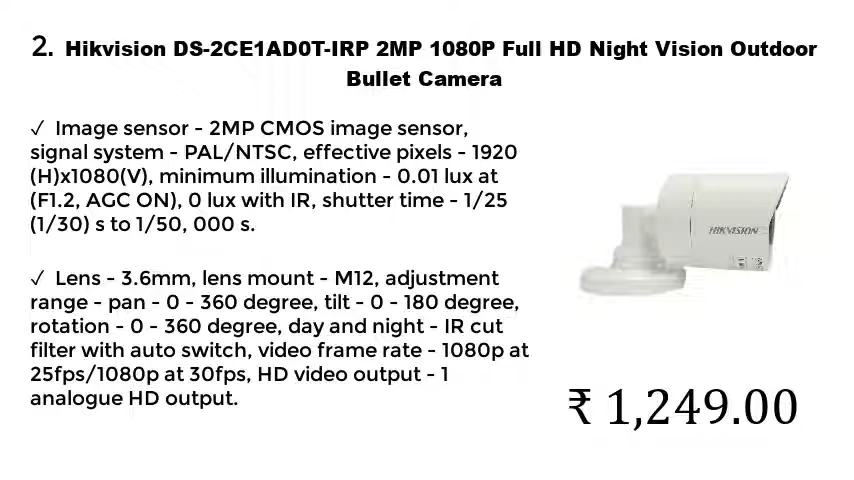 2. Hikvision DS-2CE1AD0T-IRP 2MP 1080P Full HD Night Vision Outdoor
Bullet Camera
✓ Image sensor - 2MP CMOS image sensor,
signal system - PAL/NTSC, effective pixels - 1920
(H)x1080(V), minimum illumination - 0.01 lux at
(F1.2, AGC ON), 0 lux with IR, shutter time - 1/25
(1/30) s to 1/50, 000 s.
✓ Lens - 3.6mm, lens mount - M12, adjustment
range - pan - 0 - 360 degree, tilt - 0 - 180 degree,
rotation - 0 - 360 degree, day and night - IR cut
filter with auto switch, video frame rate - 1080p at
25fps/1080p at 30fps, HD video output - 1
analogue HD output.
HIKVISION
₹ 1,249.00